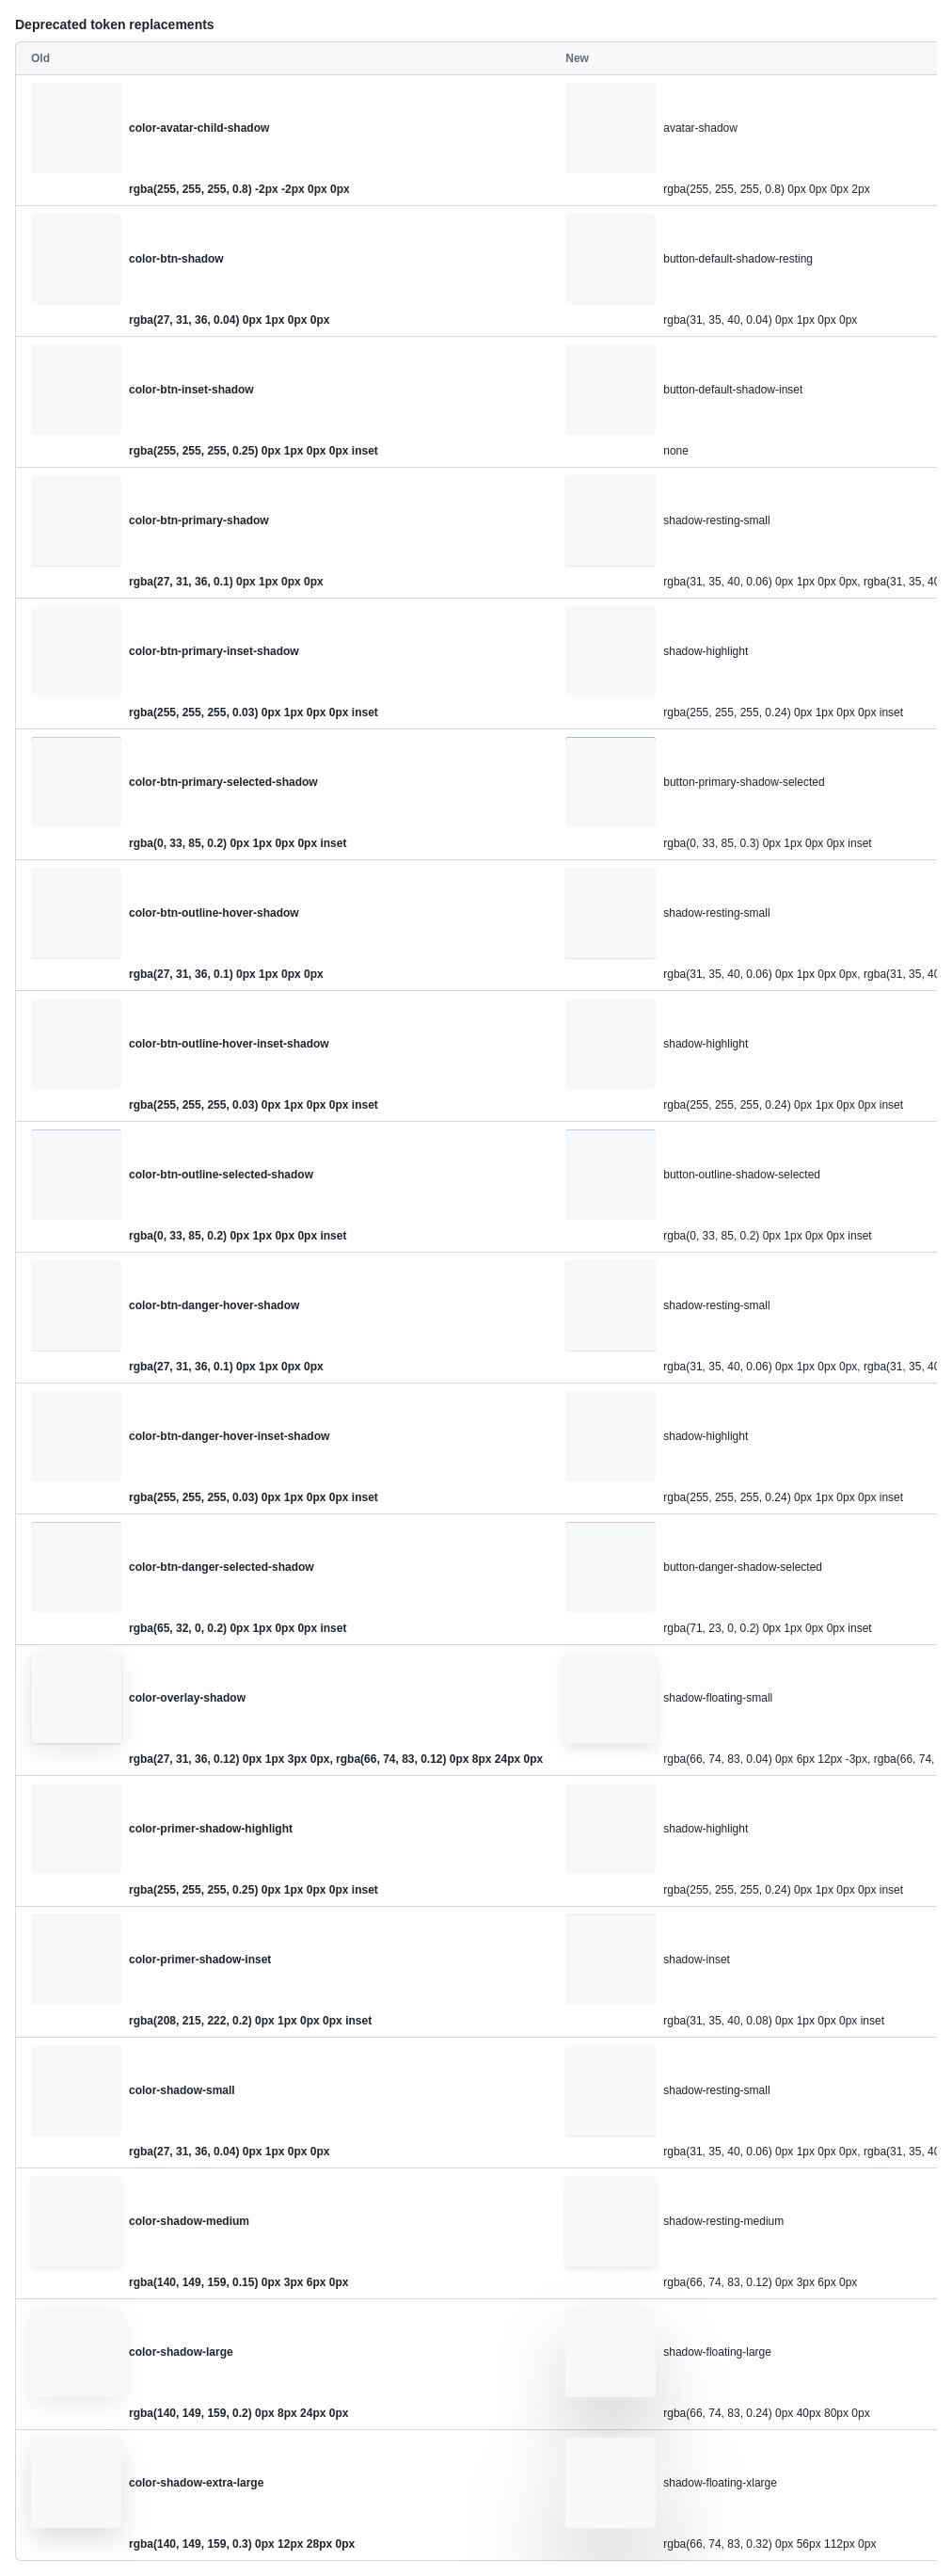 Deprecated token replacements
Old New
color-avatar-child-shadow avatar-shadow
rgba(255, 255, 255, 0.8) -2px -2px 0px 0px rgba(255, 255, 255, 0.8) 0px 0px 0px 2px
color-btn-shadow button-default-shadow-resting
rgba(27, 31, 36, 0.04) 0px 1px 0px 0px rgba(31, 35, 40, 0.04) 0px 1px 0px 0px
color-btn-inset-shadow button-default-shadow-inset
rgba(255, 255, 255, 0.25) 0px 1px 0px 0px inset none
color-btn-primary-shadow shadow-resting-small
rgba(27, 31, 36, 0.1) 0px 1px 0px 0px rgba(31, 35, 40, 0.06) 0px 1px 0px 0px, rgba(31, 35, 40
color-btn-primary-inset-shadow shadow-highlight
rgba(255, 255, 255, 0.03) 0px 1px 0px 0px inset rgba(255, 255, 255, 0.24) 0px 1px 0px 0px inset
color-btn-primary-selected-shadow button-primary-shadow-selected
rgba(0, 33, 85, 0.2) 0px 1px 0px 0px inset rgba(0, 33, 85, 0.3) 0px 1px 0px 0px inset
color-btn-outline-hover-shadow shadow-resting-small
rgba(27, 31, 36, 0.1) 0px 1px 0px 0px rgba(31, 35, 40, 0.06) 0px 1px 0px 0px, rgba(31, 35, 40
color-btn-outline-hover-inset-shadow shadow-highlight
rgba(255, 255, 255, 0.03) 0px 1px 0px 0px inset rgba(255, 255, 255, 0.24) 0px 1px 0px 0px inset
color-btn-outline-selected-shadow button-outline-shadow-selected
rgba(0, 33, 85, 0.2) 0px 1px 0px 0px inset rgba(0, 33, 85, 0.2) 0px 1px 0px 0px inset
color-btn-danger-hover-shadow shadow-resting-small
rgba(27, 31, 36, 0.1) 0px 1px 0px 0px rgba(31, 35, 40, 0.06) 0px 1px 0px 0px, rgba(31, 35, 40
color-btn-danger-hover-inset-shadow shadow-highlight
rgba(255, 255, 255, 0.03) 0px 1px 0px 0px inset rgba(255, 255, 255, 0.24) 0px 1px 0px 0px inset
color-btn-danger-selected-shadow button-danger-shadow-selected
rgba(65, 32, 0, 0.2) 0px 1px 0px 0px inset rgba(71, 23, 0, 0.2) 0px 1px 0px 0px inset
color-overlay-shadow shadow-floating-small
rgba(27, 31, 36, 0.12) 0px 1px 3px 0px, rgba(66, 74, 83, 0.12) 0px 8px 24px 0px rgba(66, 74, 83, 0.04) 0px 6px 12px -3px, rgba(66, 74,
color-primer-shadow-highlight shadow-highlight
rgba(255, 255, 255, 0.25) 0px 1px 0px 0px inset rgba(255, 255, 255, 0.24) 0px 1px 0px 0px inset
color-primer-shadow-inset shadow-inset
rgba(208, 215, 222, 0.2) 0px 1px 0px 0px inset rgba(31, 35, 40, 0.08) 0px 1px 0px 0px inset
color-shadow-small shadow-resting-small
rgba(27, 31, 36, 0.04) 0px 1px 0px 0px rgba(31, 35, 40, 0.06) 0px 1px 0px 0px, rgba(31, 35, 40
color-shadow-medium shadow-resting-medium
rgba(140, 149, 159, 0.15) 0px 3px 6px 0px rgba(66, 74, 83, 0.12) 0px 3px 6px 0px
color-shadow-large shadow-floating-large
rgba(140, 149, 159, 0.2) 0px 8px 24px 0px rgba(66, 74, 83, 0.24) 0px 40px 80px 0px
color-shadow-extra-large shadow-floating-xlarge
rgba(140, 149, 159, 0.3) 0px 12px 28px 0px rgba(66, 74, 83, 0.32) 0px 56px 112px 0px